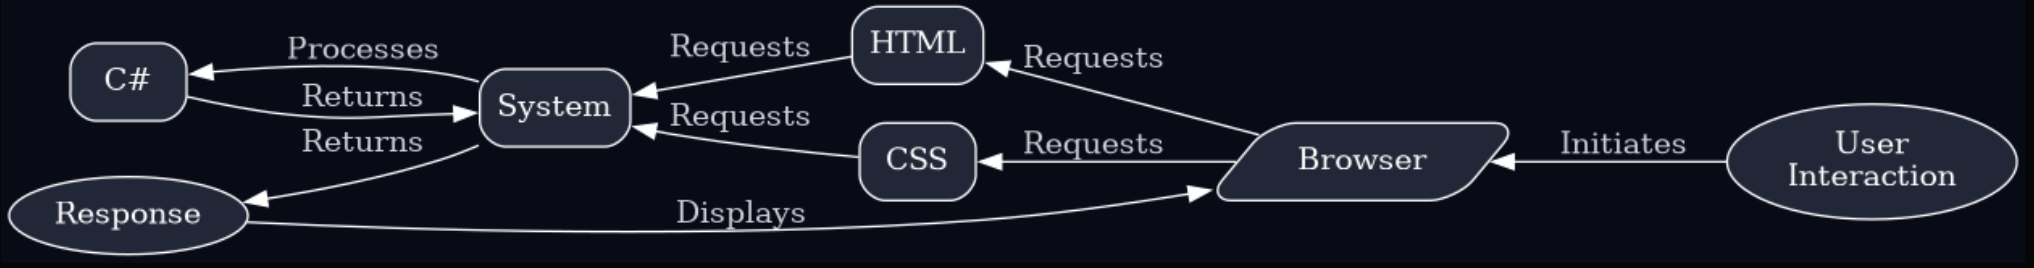 C#
Processes
Returns
Returns
System
Requests
Requests
HTML
CSS
Requests
Requests
Browser
Initiates
User
Interaction
Response
Displays